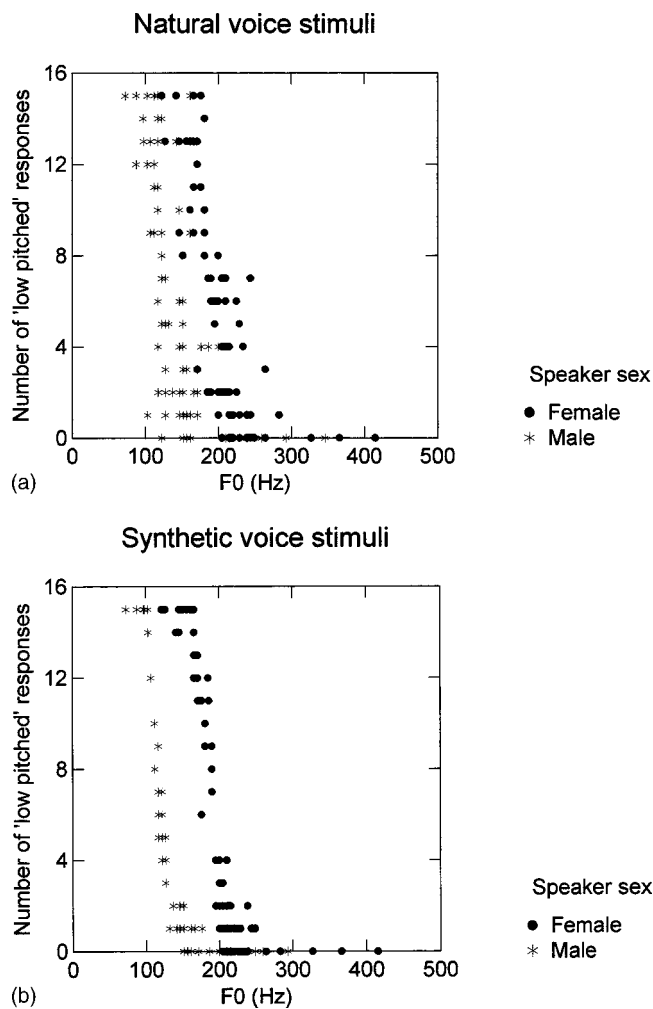 Natural voice stimuli
Number of 'low pitched' responses
16
12
8
4
0
0 100 200 300 400 500
F0 (Hz)
(a)
Speaker sex
Female
Male
Synthetic voice stimuli
Number of 'low pitched' responses
16
12
8
4
0
0 100 200 300 400 500
F0 (Hz)
(b)
Speaker sex
Female
Male